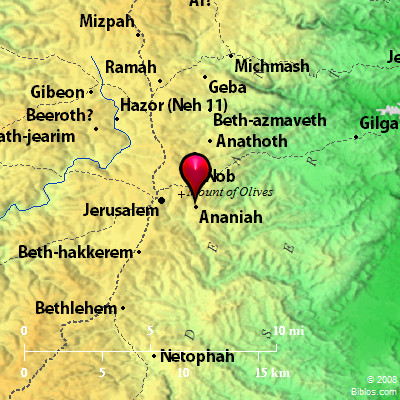 Ai?
Mizpah
Michmash
Je
Ramah
Geba
Gibeon
Hazor (Neh 11)
Beeroth?
Beth-azmaveth
Gilga
ath-jearim
Anathoth
Nob
Mount of Olives
Jerusalem
Ananiah
Beth-hakkerem
Bethlehem
0 5 10 mi
Netophah
0 5 10 15 km
© 2008
Biblos.com